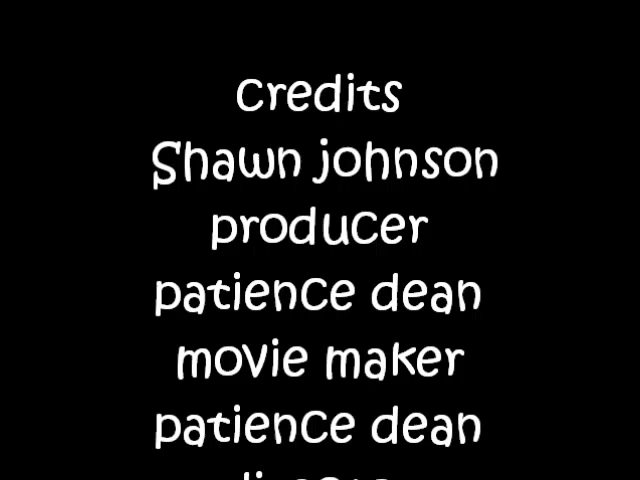 credits
Shawn johnson
producer
patience dean
movie maker
patience dean